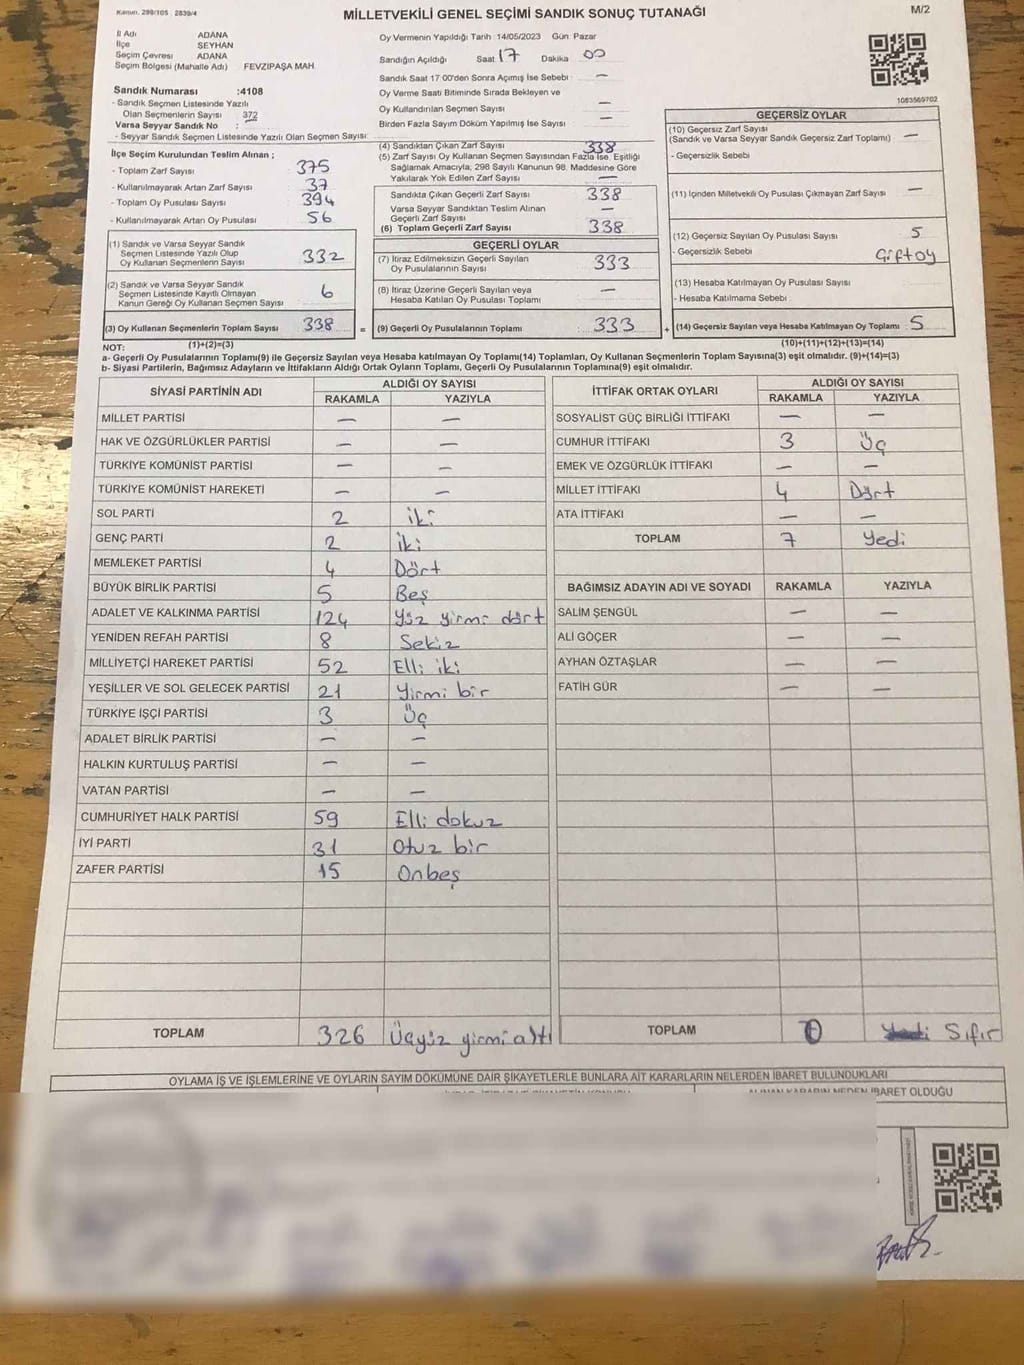 Kanun. 298/105 2839/4
MİLLETVEKİLİ GENEL SEÇİMİ SANDIK SONUÇ TUTANAĞI
M/2
İl Adı ADANA
İlçe SEYHAN
Seçim Çevresi ADANA
Seçim Bölgesi (Mahalle Adı) FEVZİPAŞA MAH.
Sandık Numarası :4108
- Sandık Seçmen Listesinde Yazılı
Olan Seçmenlerin Sayısı 372
Varsa Seyyar Sandık No :
- Seyyar Sandık Seçmen Listesinde Yazılı Olan Seçmen Sayısı:
Oy Vermenin Yapıldığı Tarih :14/05/2023 Gün: Pazar
Sandığın Açıldığı Saat 17 Dakika 00
Sandık Saat 17:00'den Sonra Açımış İse Sebebi —
Oy Verme Saati Bitiminde Sırada Bekleyen ve
Oy Kullandırılan Seçmen Sayısı —
Birden Fazla Sayım Döküm Yapılmış İse Sayısı —
1083569702
İlçe Seçim Kurulundan Teslim Alınan ;
- Toplam Zarf Sayısı 375
- Kullanılmayarak Artan Zarf Sayısı 37
- Toplam Oy Pusulası Sayısı 394
- Kullanılmayarak Artan Oy Pusulası 56
(4) Sandıktan Çıkan Zarf Sayısı 338
(5) Zarf Sayısı Oy Kullanan Seçmen Sayısından Fazla İse, Eşitliği
Sağlamak Amacıyla, 298 Sayılı Kanunun 98. Maddesine Göre
Yakılarak Yok Edilen Zarf Sayısı —
Sandıkta Çıkan Geçerli Zarf Sayısı 338
Varsa Seyyar Sandıktan Teslim Alınan
Geçerli Zarf Sayısı —
(6) Toplam Geçerli Zarf Sayısı 338
GEÇERSİZ OYLAR
(10) Geçersiz Zarf Sayısı
(Sandık ve Varsa Seyyar Sandık Geçersiz Zarf Toplamı) —
- Geçersizlik Sebebi
(11) İçinden Milletvekili Oy Pusulası Çıkmayan Zarf Sayısı —
(12) Geçersiz Sayılan Oy Pusulası Sayısı 5
- Geçersizlik Sebebi Çiftoy
(13) Hesaba Katılmayan Oy Pusulası Sayısı
- Hesaba Katılmama Sebebi
(14) Geçersiz Sayılan veya Hesaba Katılmayan Oy Toplamı 5
(1) Sandık ve Varsa Seyyar Sandık
Seçmen Listesinde Yazılı Olup
Oy Kullanan Seçmenlerin Sayısı 332
(2) Sandık ve Varsa Seyyar Sandık
Seçmen Listesinde Kayıtlı Olmayan
Kanun Gereği Oy Kullanan Seçmen Sayısı 6
(3) Oy Kullanan Seçmenlerin Toplam Sayısı 338 =
GEÇERLİ OYLAR
(7) İtiraz Edilmeksizin Geçerli Sayılan
Oy Pusulalarının Sayısı 333
(8) İtiraz Üzerine Geçerli Sayılan veya
Hesaba Katılan Oy Pusulası Toplamı —
(9) Geçerli Oy Pusulalarının Toplamı : 333 +
NOT: (1)+(2)=(3) (10)+(11)+(12)+(13)=(14)
a- Geçerli Oy Pusulalarının Toplamı(9) ile Geçersiz Sayılan veya Hesaba katılmayan Oy Toplamı(14) Toplamları, Oy Kullanan Seçmenlerin Toplam Sayısına(3) eşit olmalıdır. (9)+(14)=(3)
b- Siyasi Partilerin, Bağımsız Adayların ve İttifakların Aldığı Ortak Oyların Toplamı, Geçerli Oy Pusulalarının Toplamına(9) eşit olmalıdır.
SİYASİ PARTİNİN ADI ALDIĞI OY SAYISI
RAKAMLA YAZIYLA
MİLLET PARTİSİ — —
HAK VE ÖZGÜRLÜKLER PARTİSİ — —
TÜRKİYE KOMÜNİST PARTİSİ — —
TÜRKİYE KOMÜNİST HAREKETİ — —
SOL PARTİ 2 iki
GENÇ PARTİ 2 iki
MEMLEKET PARTİSİ 4 Dört
BÜYÜK BİRLİK PARTİSİ 5 Beş
ADALET VE KALKINMA PARTİSİ 124 Yüz yirmi dört
YENİDEN REFAH PARTİSİ 8 Sekiz
MİLLİYETÇİ HAREKET PARTİSİ 52 Elli iki
YEŞİLLER VE SOL GELECEK PARTİSİ 21 Yirmi bir
TÜRKİYE İŞÇİ PARTİSİ 3 Üç
ADALET BİRLİK PARTİSİ — —
HALKIN KURTULUŞ PARTİSİ — —
VATAN PARTİSİ — —
CUMHURİYET HALK PARTİSİ 59 Elli dokuz
İYİ PARTİ 31 Otuz bir
ZAFER PARTİSİ 15 Onbeş
TOPLAM 326 Üçyüz yirmi altı
İTTİFAK ORTAK OYLARI ALDIĞI OY SAYISI
RAKAMLA YAZIYLA
SOSYALIST GÜÇ BİRLİĞİ İTTİFAKI — —
CUMHUR İTTİFAKI 3 Üç
EMEK VE ÖZGÜRLÜK İTTİFAKI — —
MİLLET İTTİFAKI 4 Dört
ATA İTTİFAKI — —
TOPLAM 7 Yedi
BAĞIMSIZ ADAYIN ADI VE SOYADI RAKAMLA YAZIYLA
SALİM ŞENGÜL — —
ALİ GÖÇER — —
AYHAN ÖZTAŞLAR — —
FATİH GÜR — —
TOPLAM 0 Sıfır
OYLAMA İŞ VE İŞLEMLERİNE VE OYLARIN SAYIM DÖKÜMÜNE DAİR ŞİKAYETLERLE BUNLARA AİT KARARLARIN NELERDEN İBARET BULUNDUKLARI
ALINAN KARARIN NEDEN İBARET OLDUĞU